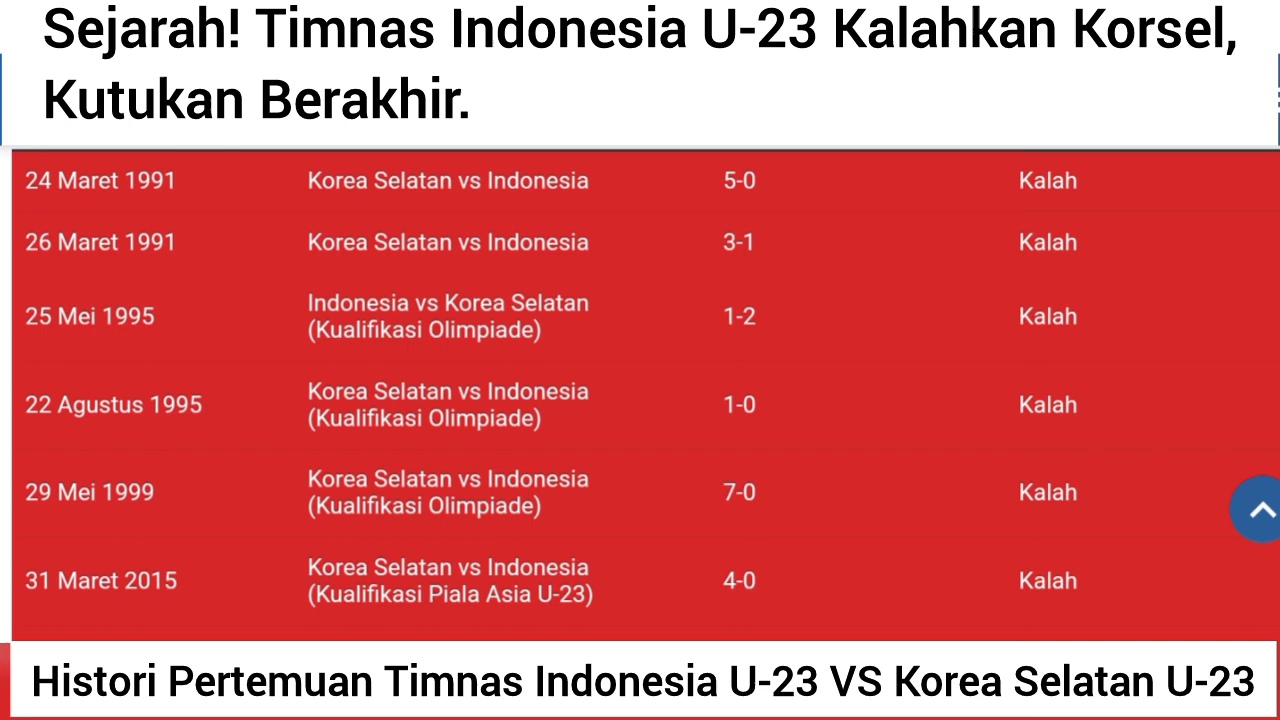 Sejarah! Timnas Indonesia U-23 Kalahkan Korsel,
Kutukan Berakhir.
24 Maret 1991 Korea Selatan vs Indonesia 5-0 Kalah
26 Maret 1991 Korea Selatan vs Indonesia 3-1 Kalah
25 Mei 1995 Indonesia vs Korea Selatan (Kualifikasi Olimpiade) 1-2 Kalah
22 Agustus 1995 Korea Selatan vs Indonesia (Kualifikasi Olimpiade) 1-0 Kalah
29 Mei 1999 Korea Selatan vs Indonesia (Kualifikasi Olimpiade) 7-0 Kalah
31 Maret 2015 Korea Selatan vs Indonesia (Kualifikasi Piala Asia U-23) 4-0 Kalah
Histori Pertemuan Timnas Indonesia U-23 VS Korea Selatan U-23